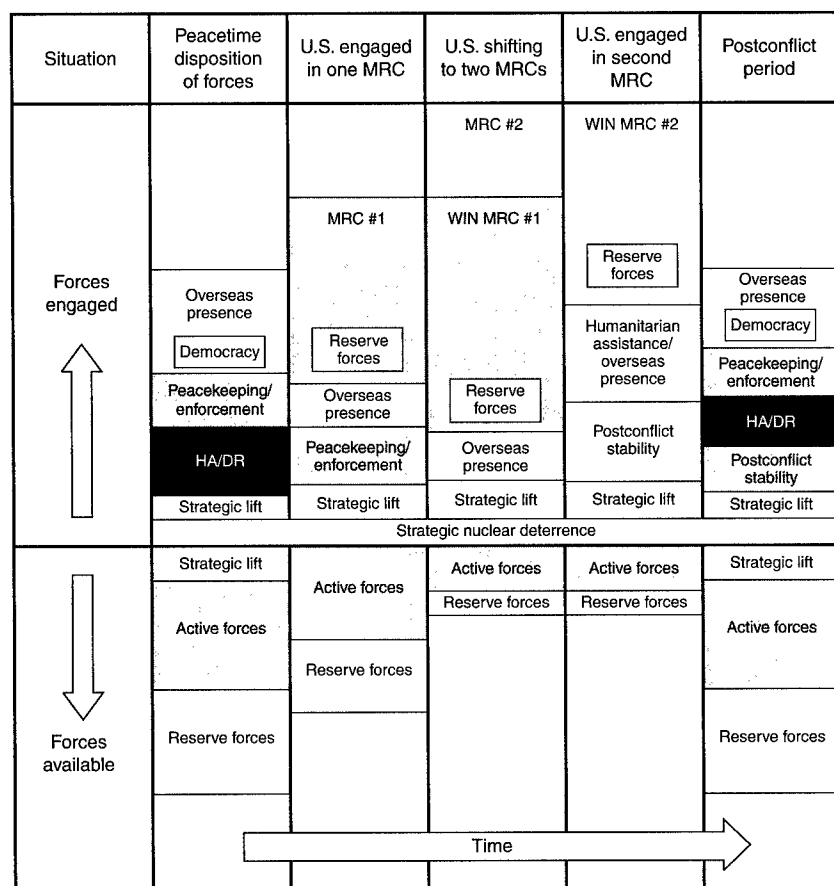 Situation
Peacetime
disposition
of forces
U.S. engaged
in one MRC
U.S. shifting
to two MRCs
U.S. engaged
in second
MRC
Postconflict
period
Forces
engaged
Overseas
presence
Democracy
Peacekeeping/
enforcement
HA/DR
Strategic lift
MRC #1
Reserve
forces
Overseas
presence
Peacekeeping/
enforcement
Strategic lift
MRC #2
WIN MRC #1
Reserve
forces
Overseas
presence
Strategic lift
WIN MRC #2
Reserve
forces
Humanitarian
assistance/
overseas
presence
Postconflict
stability
Strategic lift
Overseas
presence
Democracy
Peacekeeping/
enforcement
HA/DR
Postconflict
stability
Strategic lift
Strategic nuclear deterrence
Forces
available
Strategic lift
Active forces
Reserve forces
Active forces
Reserve forces
Active forces
Reserve forces
Active forces
Reserve forces
Strategic lift
Active forces
Reserve forces
Time